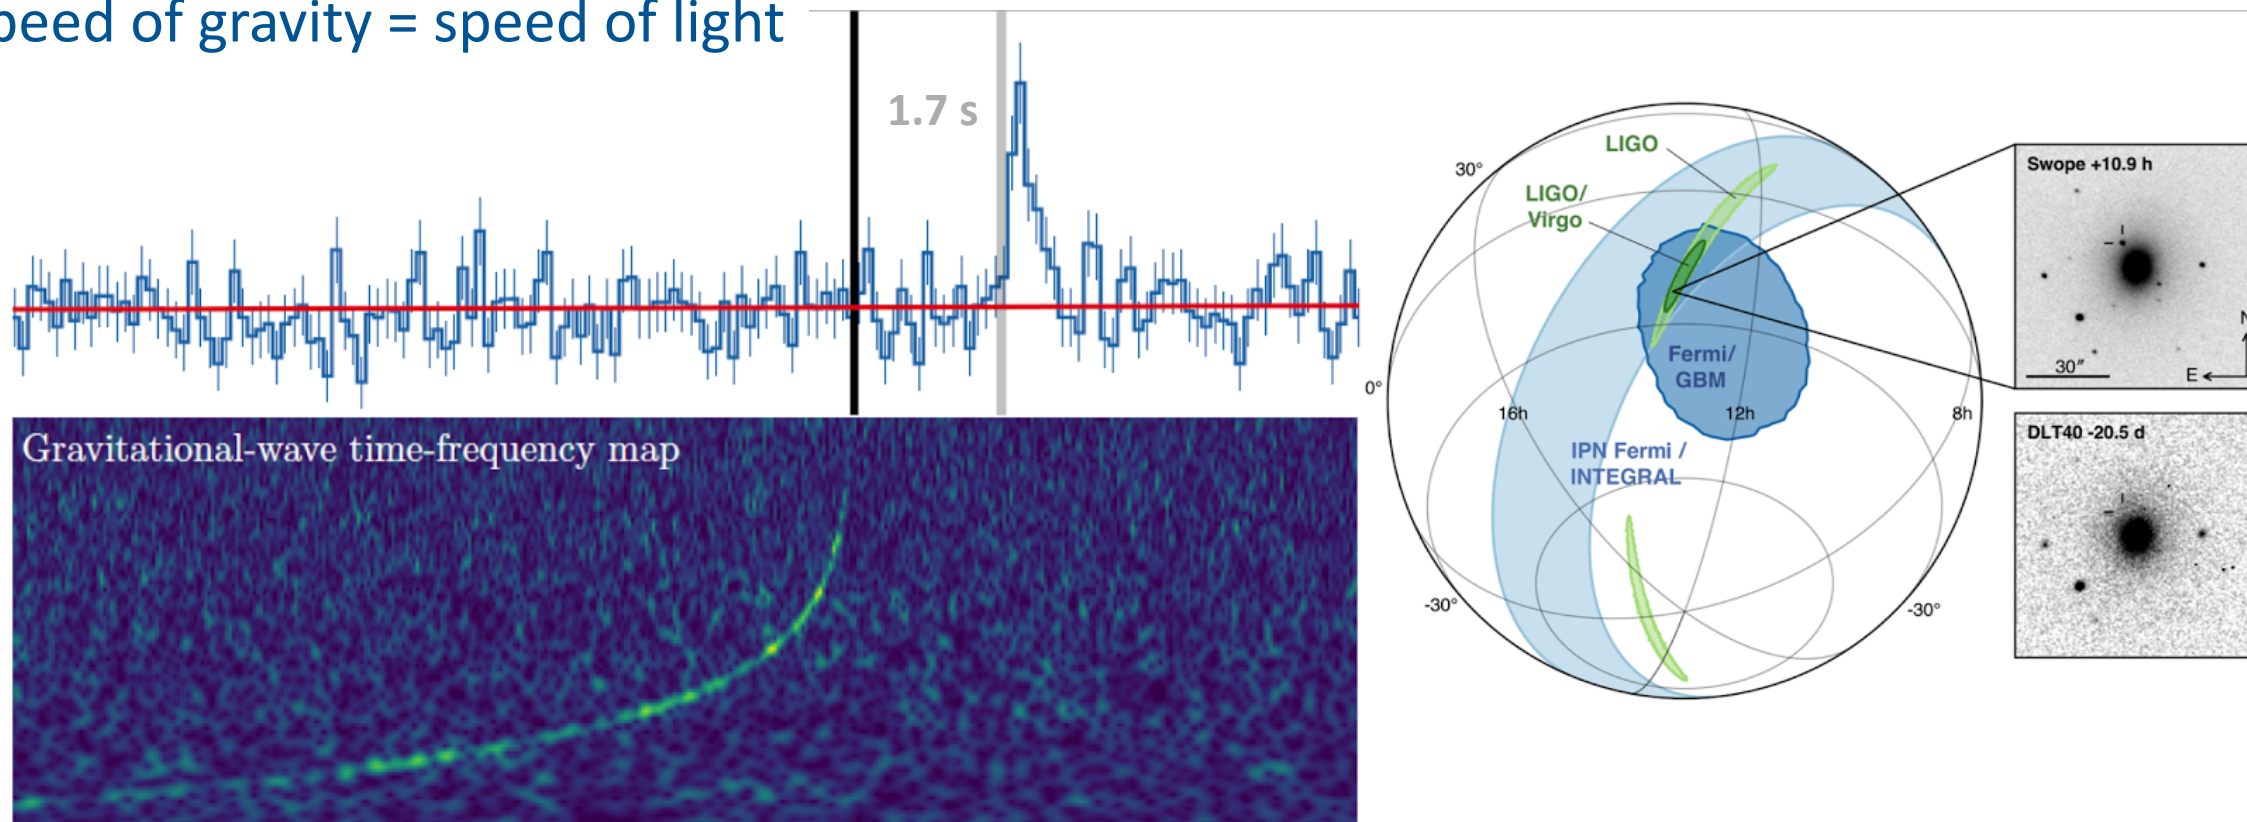 peed of gravity = speed of light
1.7 s
Gravitational-wave time-frequency map
LIGO
30°
LIGO/
Virgo
Fermi/
GBM
0°
16h
12h
8h
IPN Fermi /
INTEGRAL
-30°
-30°
Swope +10.9 h
30"
N
E
DLT40 -20.5 d